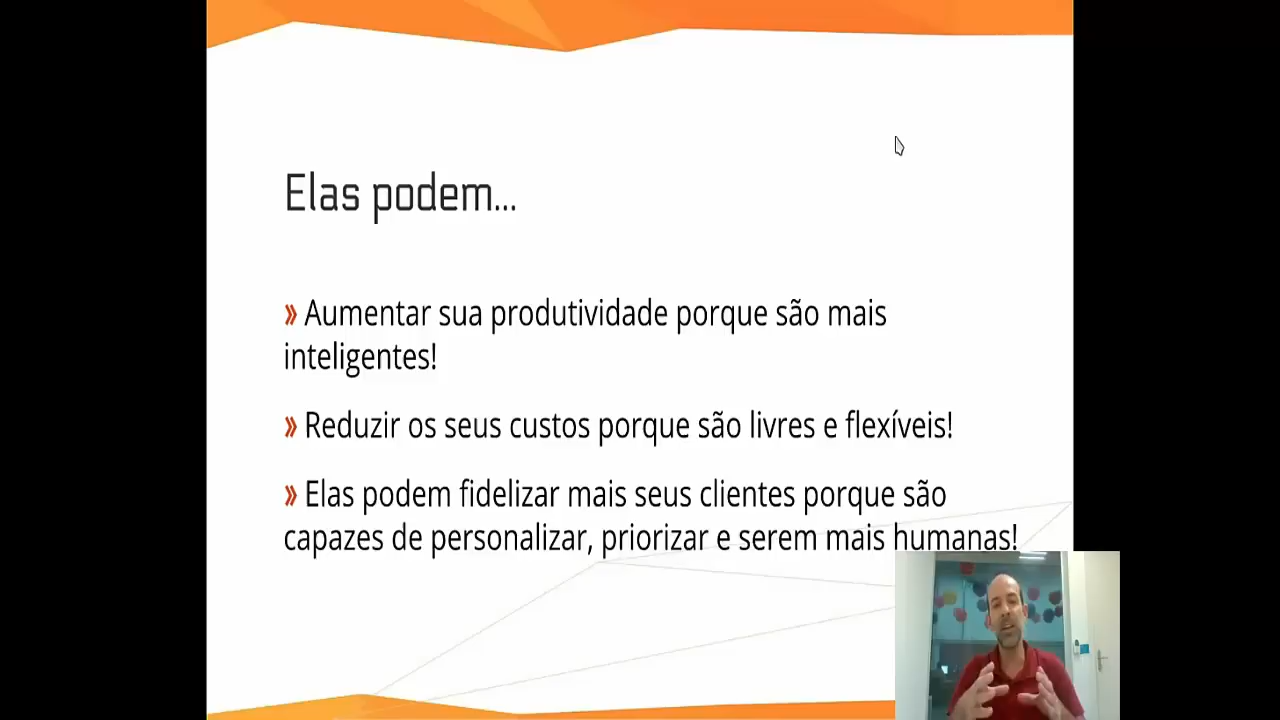 Elas podem...
» Aumentar sua produtividade porque são mais
inteligentes!
» Reduzir os seus custos porque são livres e flexíveis!
» Elas podem fidelizar mais seus clientes porque são
capazes de personalizar, priorizar e serem mais humanas!